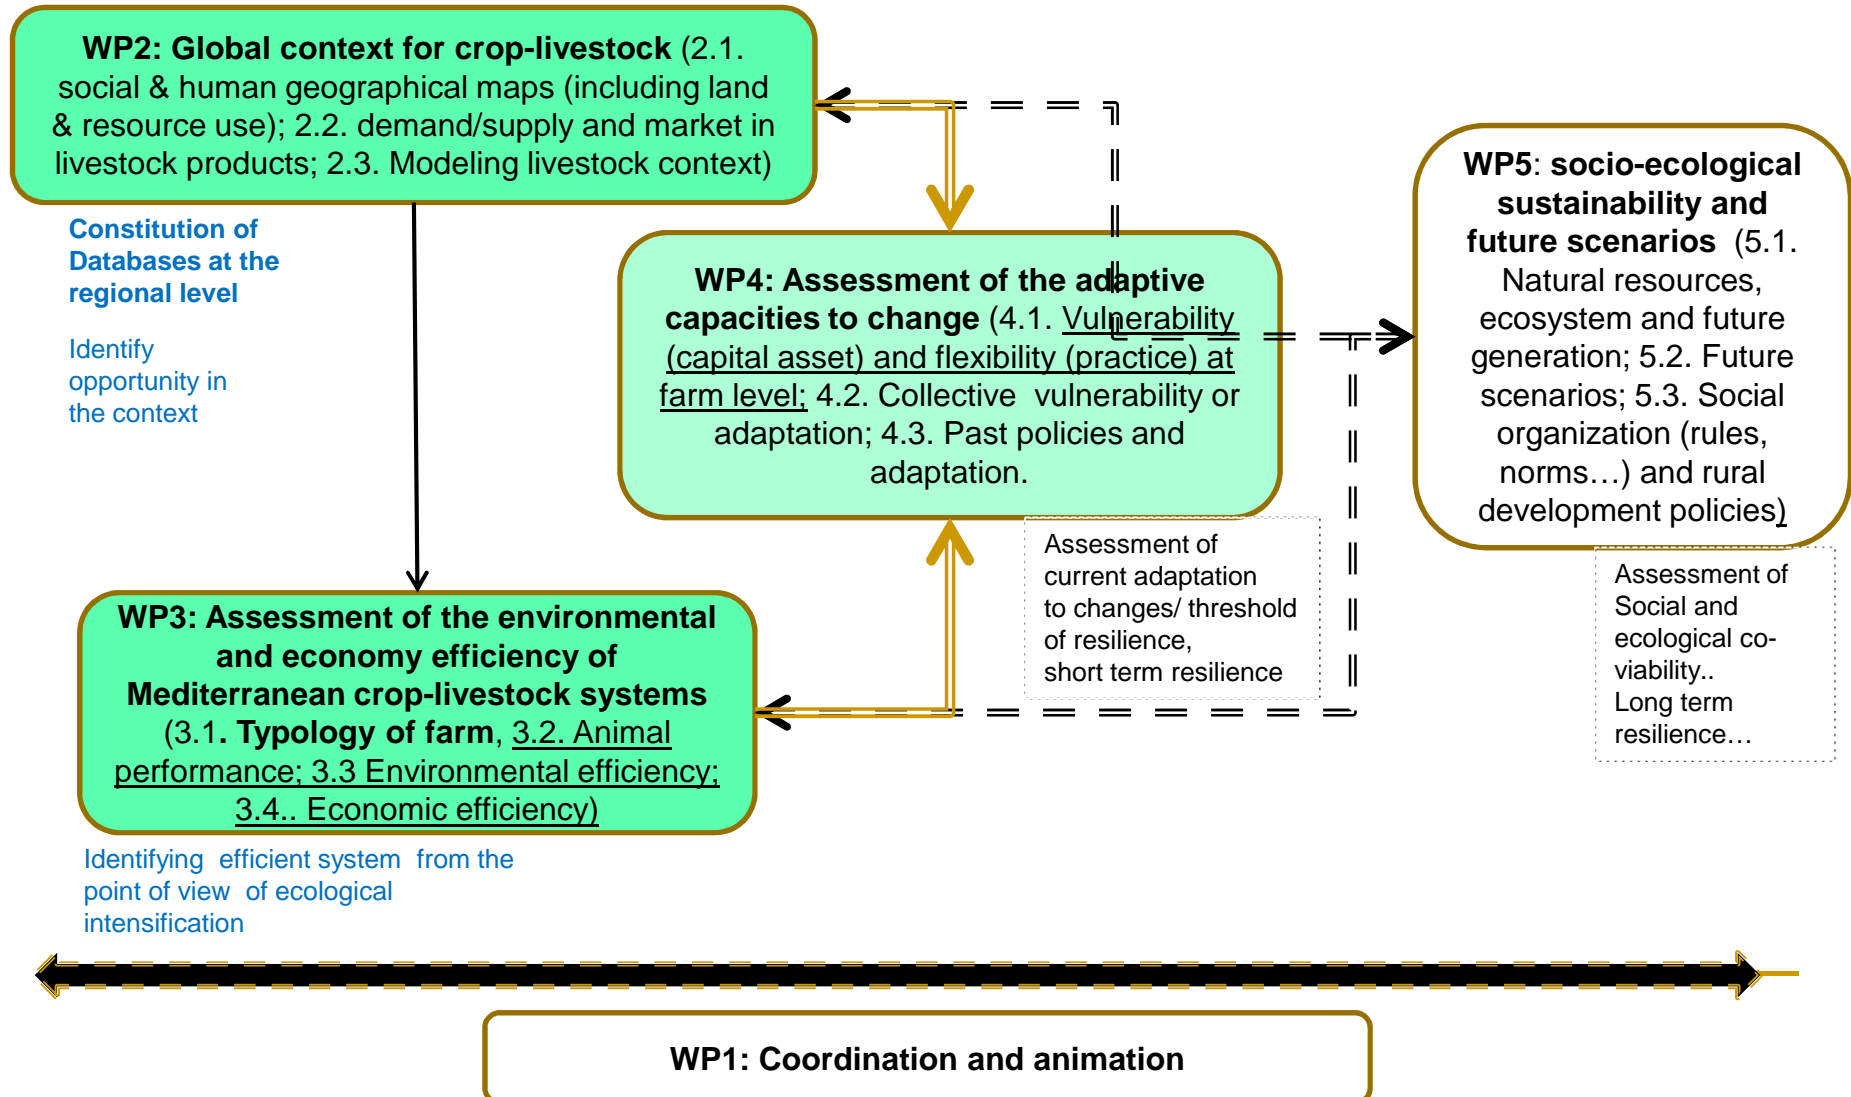 WP2: Global context for crop-livestock (2.1.
social & human geographical maps (including land
& resource use); 2.2. demand/supply and market in
livestock products; 2.3. Modeling livestock context)
Constitution of
Databases at the
regional level
Identify
opportunity in
the context
WP4: Assessment of the adaptive
capacities to change (4.1. Vulnerability
(capital asset) and flexibility (practice) at
farm level; 4.2. Collective vulnerability or
adaptation; 4.3. Past policies and
adaptation.
WP5: socio-ecological
sustainability and
future scenarios (5.1.
Natural resources,
ecosystem and future
generation; 5.2. Future
scenarios; 5.3. Social
organization (rules,
norms…) and rural
development policies)
Assessment of
current adaptation
to changes/ threshold
of resilience,
short term resilience
Assessment of
Social and
ecological co-
viability..
Long term
resilience…
WP3: Assessment of the environmental
and economy efficiency of
Mediterranean crop-livestock systems
(3.1. Typology of farm, 3.2. Animal
performance; 3.3 Environmental efficiency;
3.4.. Economic efficiency)
Identifying efficient system from the
point of view of ecological
intensification
WP1: Coordination and animation